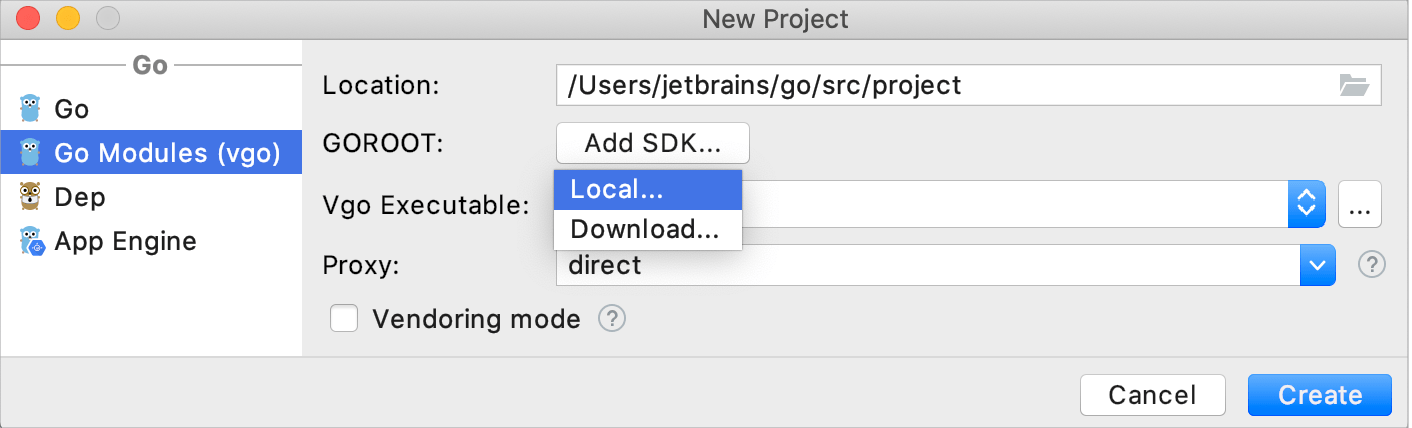 New Project
Go
Go
Go Modules (vgo)
Dep
App Engine
Location:
/Users/jetbrains/go/src/project
GOROOT:
Add SDK...
Local...
Download...
Vgo Executable:
...
Proxy:
direct
?
Vendoring mode
?
Cancel
Create